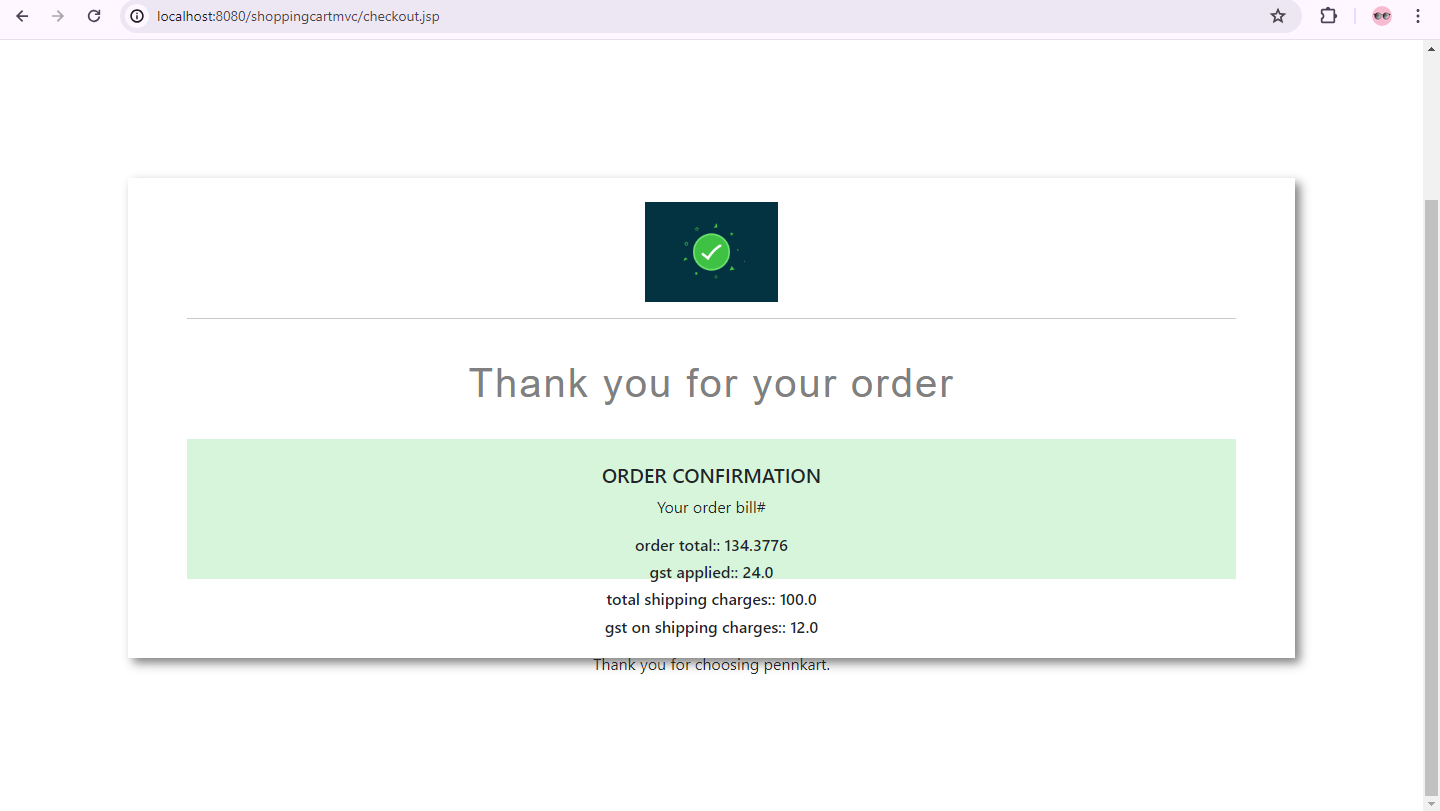 localhost:8080/shoppingcartmvc/checkout.jsp
Thank you for your order
ORDER CONFIRMATION
Your order bill#
order total:: 134.3776
gst applied:: 24.0
total shipping charges:: 100.0
gst on shipping charges:: 12.0
Thank you for choosing pennkart.